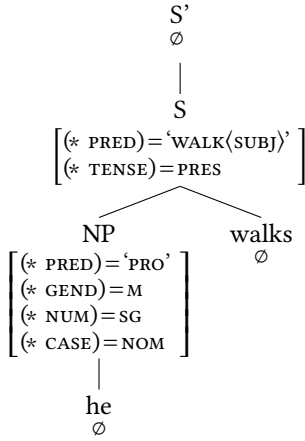 S’
∅
S
(* PRED)=‘WALK⟨SUBJ⟩’
(* TENSE)=PRES
NP walks
(* PRED)=‘PRO’ ∅
(* GEND)=M
(* NUM)=SG
(* CASE)=NOM
he
∅